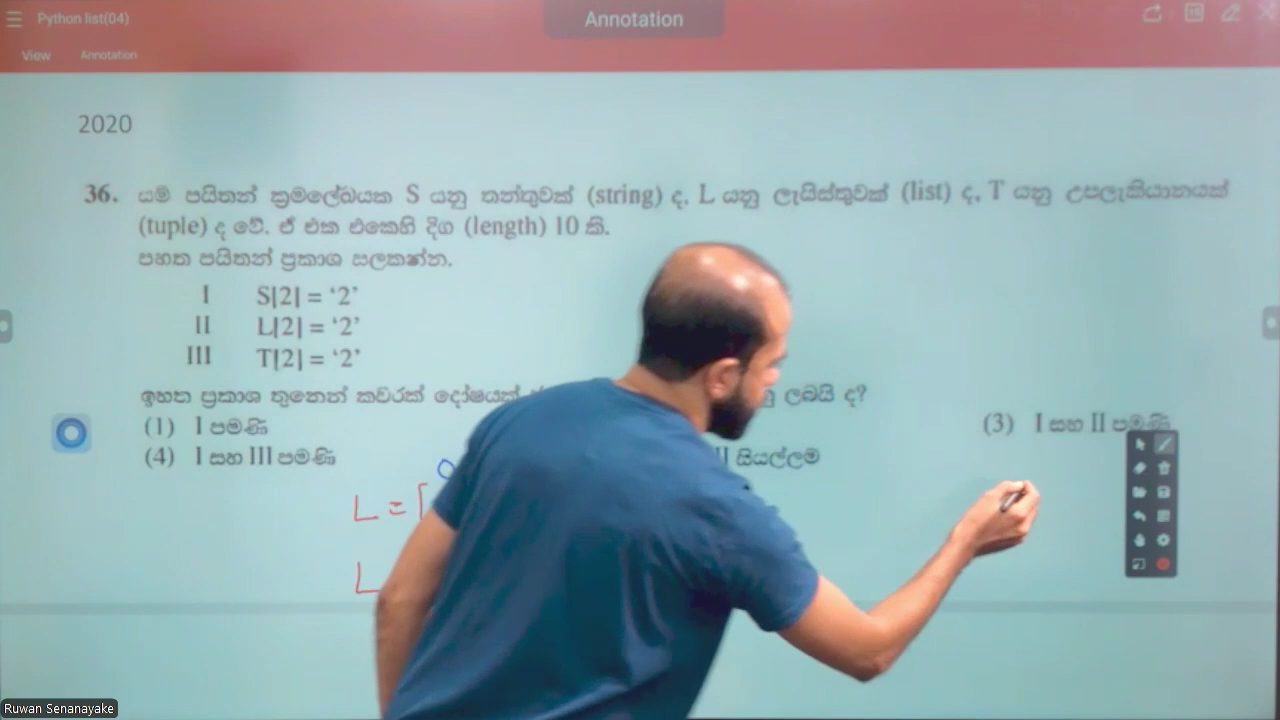 Python list(04)
Annotation
View Annotation
2020
36. යම් පයිතන් ක්‍රමලේඛයක S යනු තන්තුවක් (string) ද, L යනු ලැයිස්තුවක් (list) ද, T යනු උපලැකියානයක්
(tuple) ද වේ. ඒ එක එකෙහි දිග (length) 10 කි.
පහත පයිතන් ප්‍රකාශ සලකන්න.
I S[2] = ‘2’
II L[2] = ‘2’
III T[2] = ‘2’
ඉහත ප්‍රකාශ තුනෙන් කවරක් දෝෂයක් ලබයි ද?
(1) I පමණි (3) I සහ II පමණි
(4) I සහ III පමණි සියල්ලම
0
L = [
L
Ruwan Senanayake